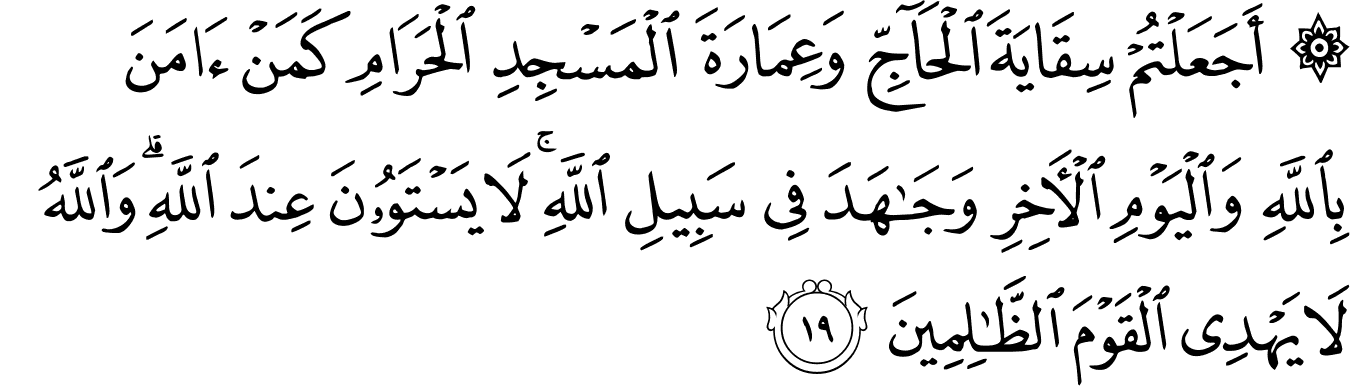 ۞ أَجَعَلۡتُمۡ سِقَايَةَ ٱلۡحَآجِّ وَعِمَارَةَ ٱلۡمَسۡجِدِ ٱلۡحَرَامِ كَمَنۡ ءَامَنَ
بِٱللَّهِ وَٱلۡيَوۡمِ ٱلۡأٓخِرِ وَجَٰهَدَ فِي سَبِيلِ ٱللَّهِۚ لَا يَسۡتَوُۥنَ عِندَ ٱللَّهِۗ وَٱللَّهُ
لَا يَهۡدِي ٱلۡقَوۡمَ ٱلظَّٰلِمِينَ ١٩